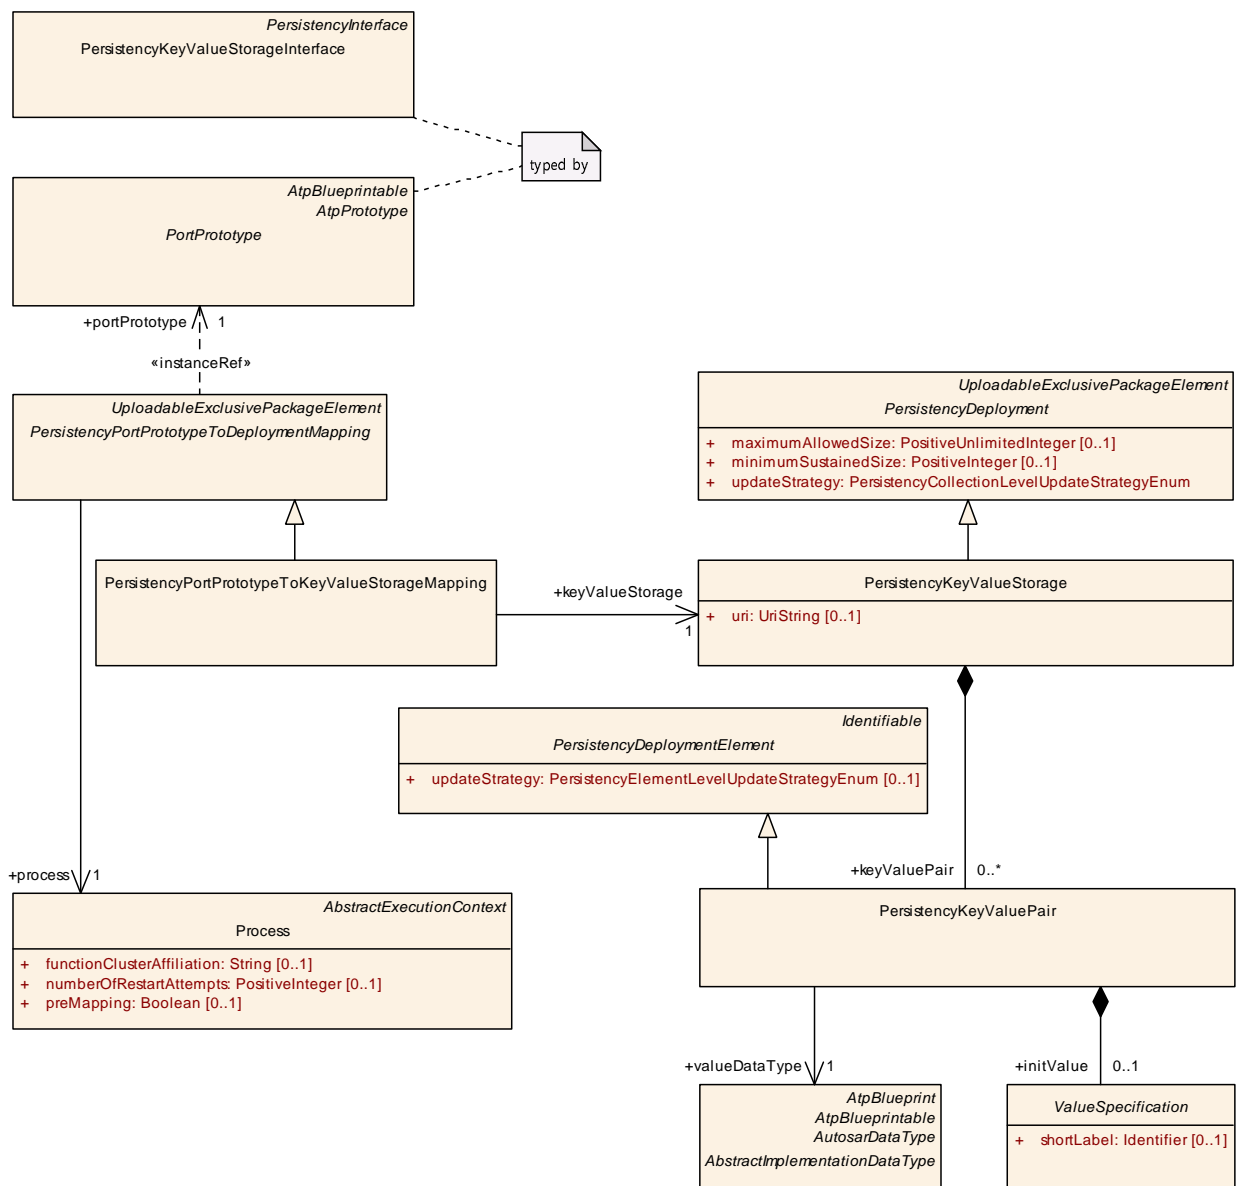 PersistencyInterface
PersistencyKeyValueStorageInterface
typed by
AtpBlueprintable
AtpPrototype
PortPrototype
+portPrototype 1
«instanceRef»
UploadableExclusivePackageElement
PersistencyPortPrototypeToDeploymentMapping
UploadableExclusivePackageElement
PersistencyDeployment
+ maximumAllowedSize: PositiveUnlimitedInteger [0..1]
+ minimumSustainedSize: PositiveInteger [0..1]
+ updateStrategy: PersistencyCollectionLevelUpdateStrategyEnum
PersistencyPortPrototypeToKeyValueStorageMapping
+keyValueStorage
1
PersistencyKeyValueStorage
+ uri: UriString [0..1]
Identifiable
PersistencyDeploymentElement
+ updateStrategy: PersistencyElementLevelUpdateStrategyEnum [0..1]
+keyValuePair 0..*
+process 1
AbstractExecutionContext
Process
+ functionClusterAffiliation: String [0..1]
+ numberOfRestartAttempts: PositiveInteger [0..1]
+ preMapping: Boolean [0..1]
PersistencyKeyValuePair
+valueDataType 1
+initValue 0..1
AtpBlueprint
AtpBlueprintable
AutosarDataType
AbstractImplementationDataType
ValueSpecification
+ shortLabel: Identifier [0..1]